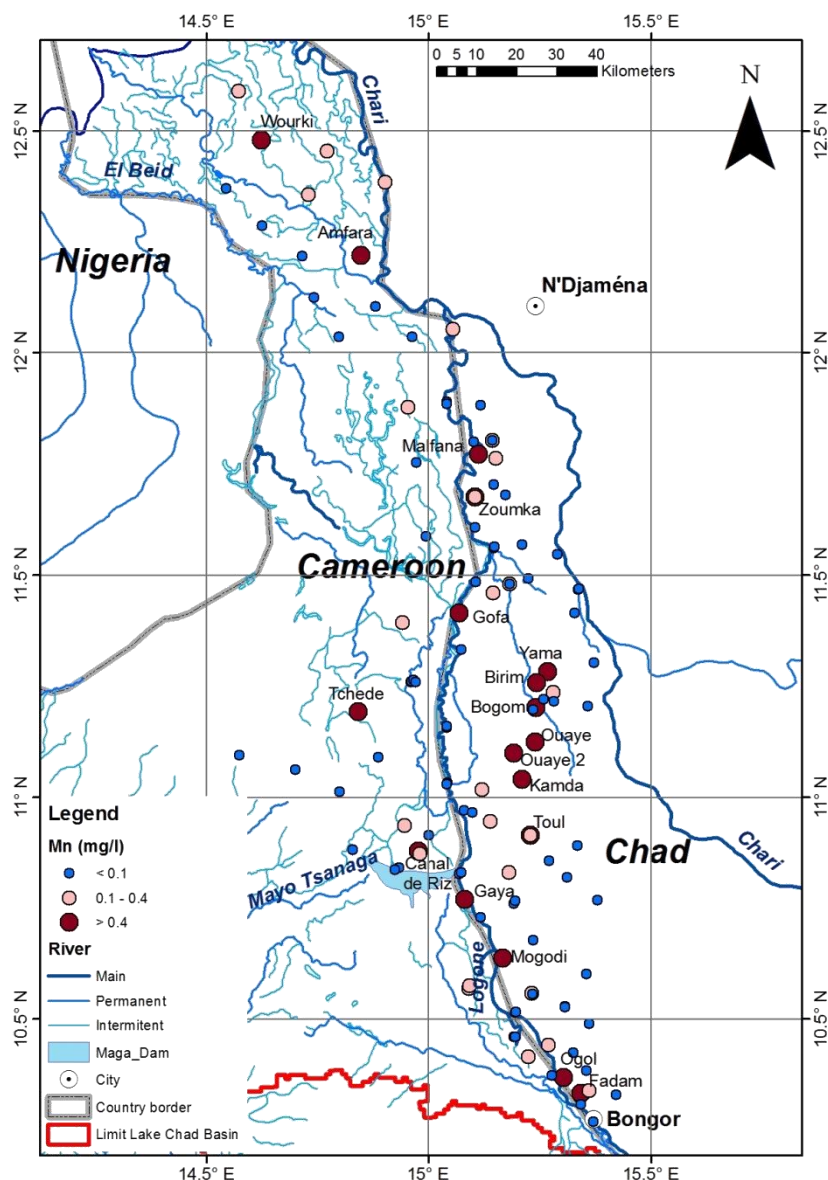 14.5° E
15° E
15.5° E
0 5 10 20 30 40
Kilometers
N
Chari
12.5° N
12.5° N
Wourki
El Beid
Amfara
Nigeria
N'Djaména
12° N
12° N
Malfana
Zoumka
11.5° N
11.5° N
Cameroon
Gofa
Yama
Birim
Bogom
Tchede
Ouaye
Ouaye 2
Kamda
11° N
11° N
Toul
Chad
Chari
Canal
de Riz
Mayo Tsanaga
Gaya
Logone
Mogodi
10.5° N
10.5° N
Ogol
Fadam
Bongor
Legend
Mn (mg/l)
< 0.1
0.1 - 0.4
> 0.4
River
Main
Permanent
Intermitent
Maga_Dam
City
Country border
Limit Lake Chad Basin
14.5° E
15° E
15.5° E